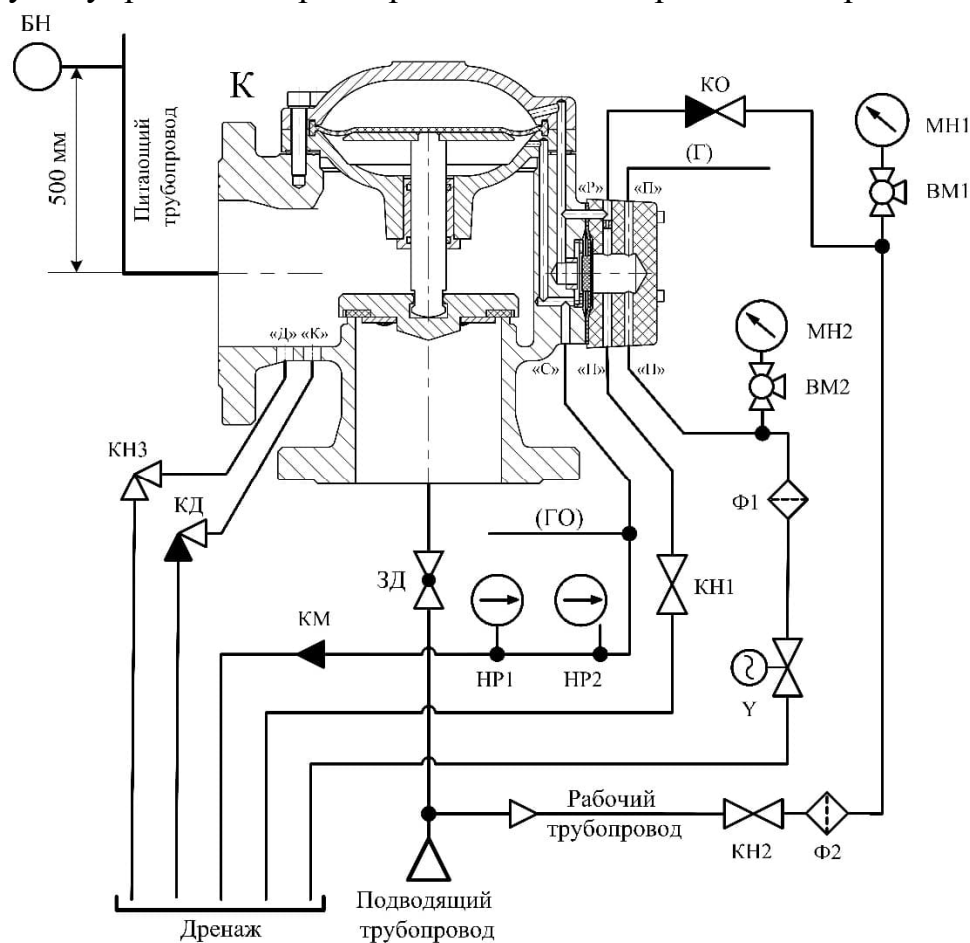 БН
К
500 мм
Питающий
трубопровод
КО
(Г)
МН1
ВМ1
«Р»
«П»
«Д»
«К»
«С»
«П»
«П»
МН2
ВМ2
КН3
КД
Ф1
(ГО)
ЗД
КН1
КМ
НР1
НР2
Y
Рабочий
трубопровод
КН2
Ф2
Подводящий
трубопровод
Дренаж